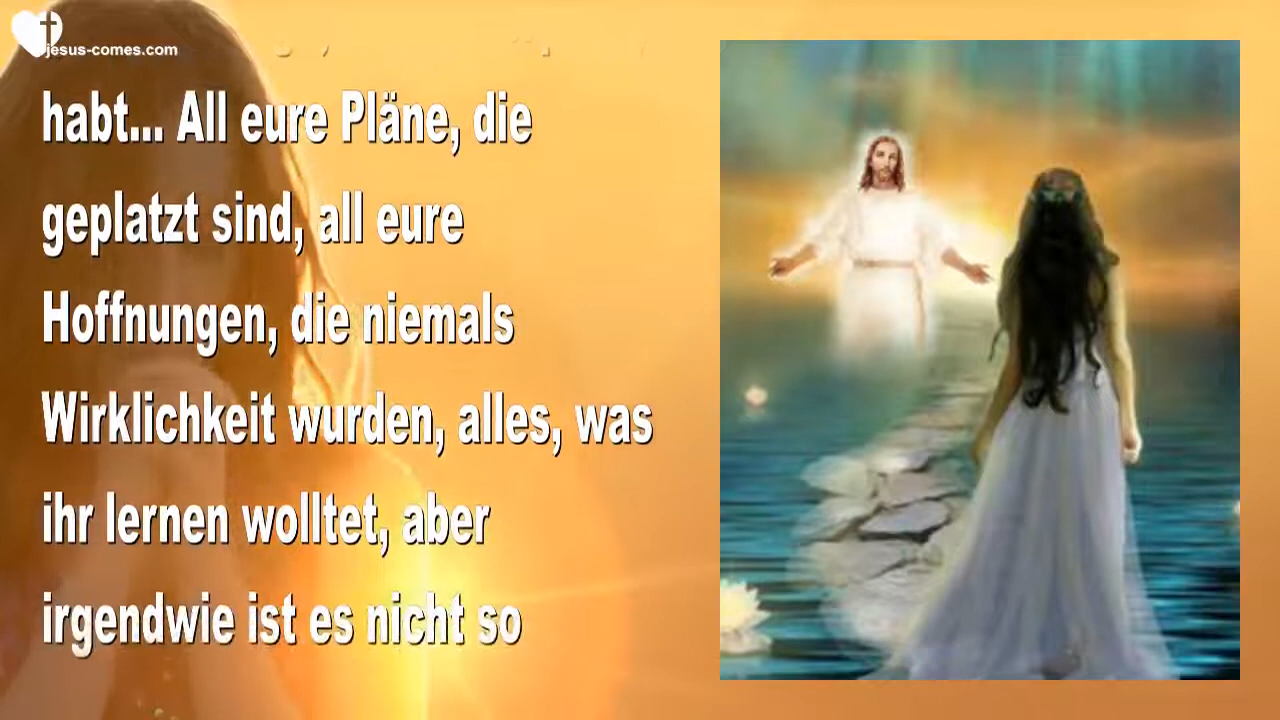 jesus-comes.com
habt... All eure Pläne, die
geplatzt sind, all eure
Hoffnungen, die niemals
Wirklichkeit wurden, alles, was
ihr lernen wolltet, aber
irgendwie ist es nicht so